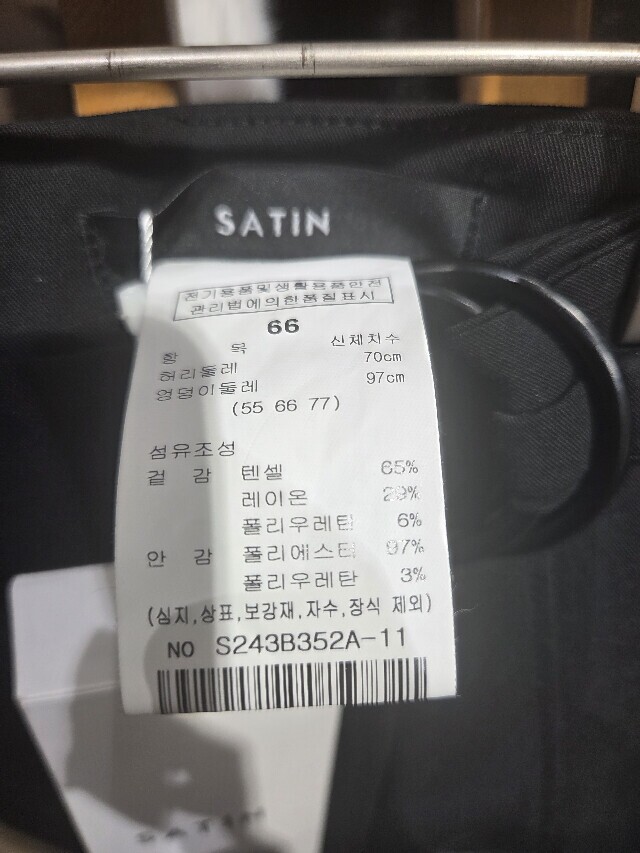 SATIN
전기용품및생활용품안전
관리법에의한품질표시
66
항 목 신체치수
허리둘레 70cm
엉덩이둘레 97cm
(55 66 77)
섬유조성
겉 감 텐셀 65%
레이온 29%
폴리우레탄 6%
안 감 폴리에스터 97%
폴리우레탄 3%
(심지,상표,보강재,자수,장식 제외)
NO S243B352A-11
SATIN